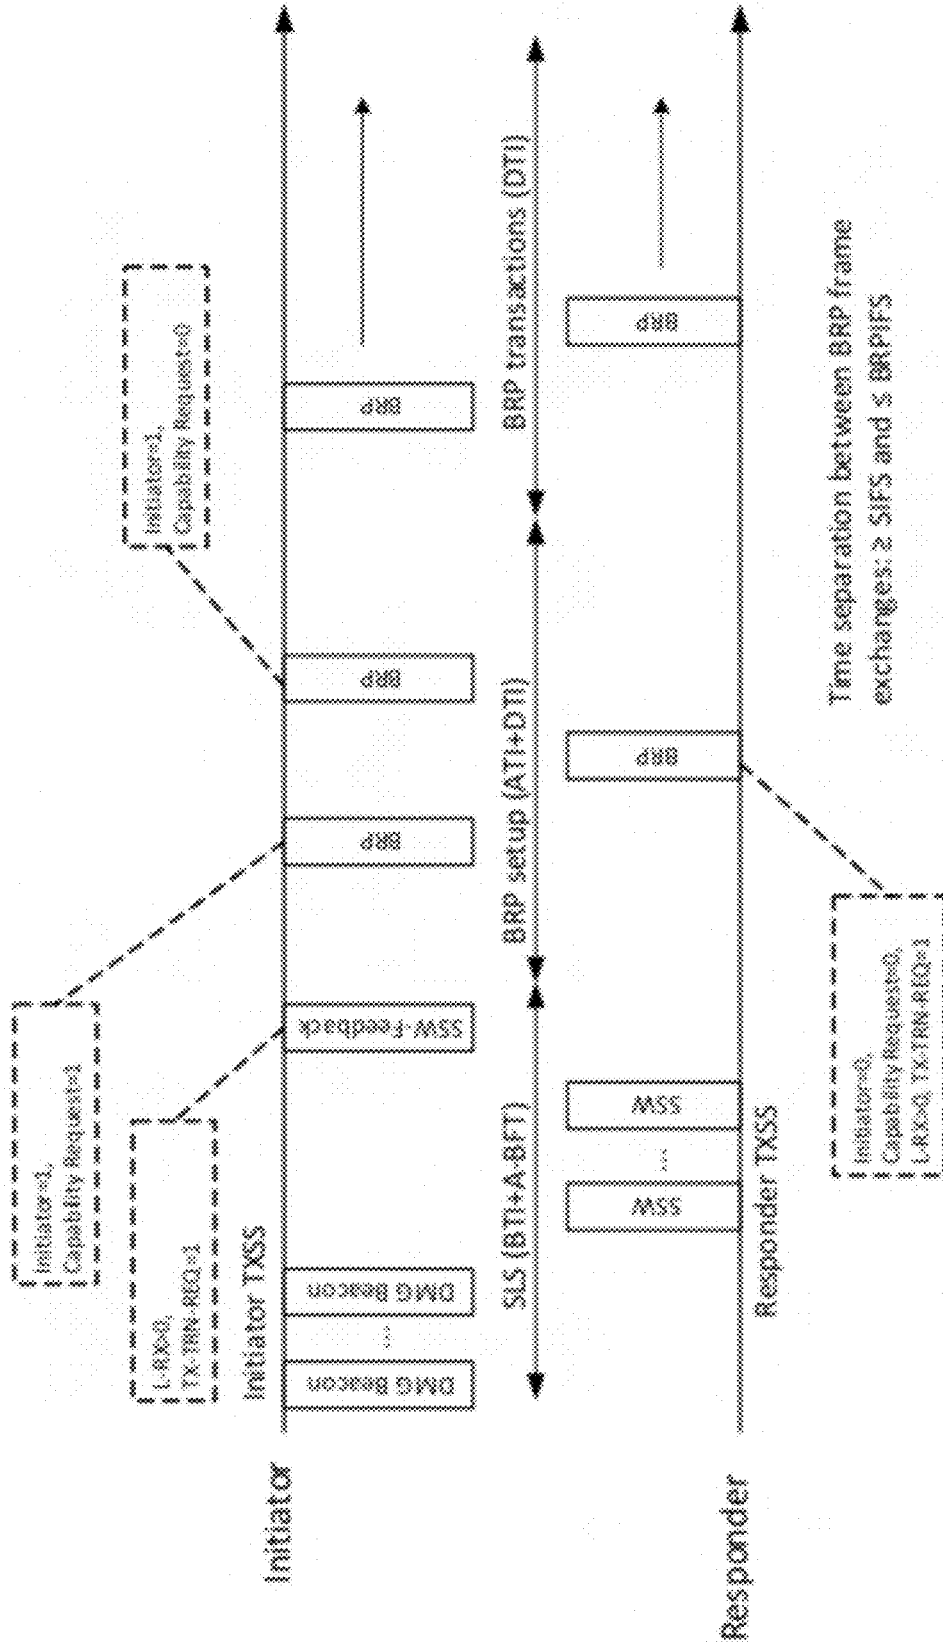 Initiator
Initiator TXSS
DMG Beacon
...
DMG Beacon
L-RX>0,
TX-TRN-REQ=1
SSW-Feedback
Initiator=1,
Capability Request=1
BRP
BRP
Initiator=1,
Capability Request=0
BRP
SLS (BTI+A-BFT)
BRP setup (ATI+DTI)
BRP transactions (DTI)
SSW
...
SSW
BRP
BRP
Responder
Responder TXSS
Initiator=0,
Capability Request=0,
L-RX>0, TX-TRN-REQ=1
Time separation between BRP frame
exchanges: ≥ SIFS and ≤ BRPIFS